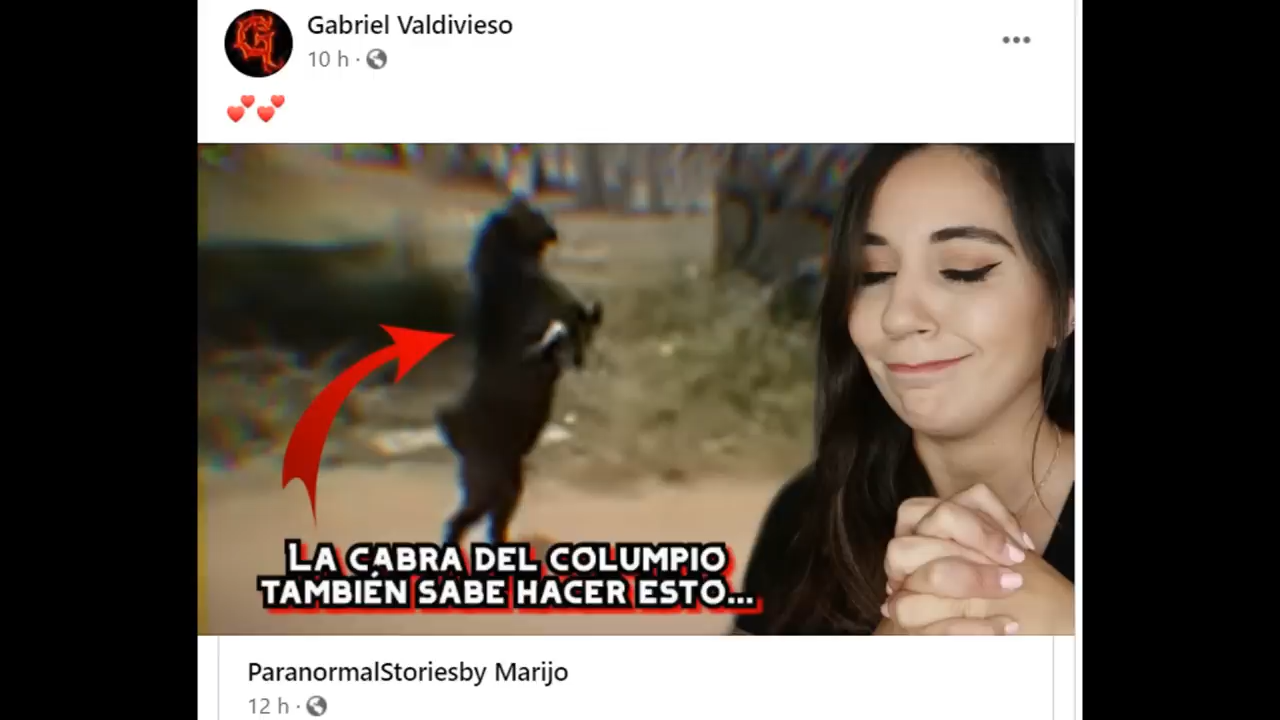 Gabriel Valdivieso
10 h ·
💕💕
LA CABRA DEL COLUMPIO
TAMBIÉN SABE HACER ESTO...
ParanormalStoriesby Marijo
12 h ·